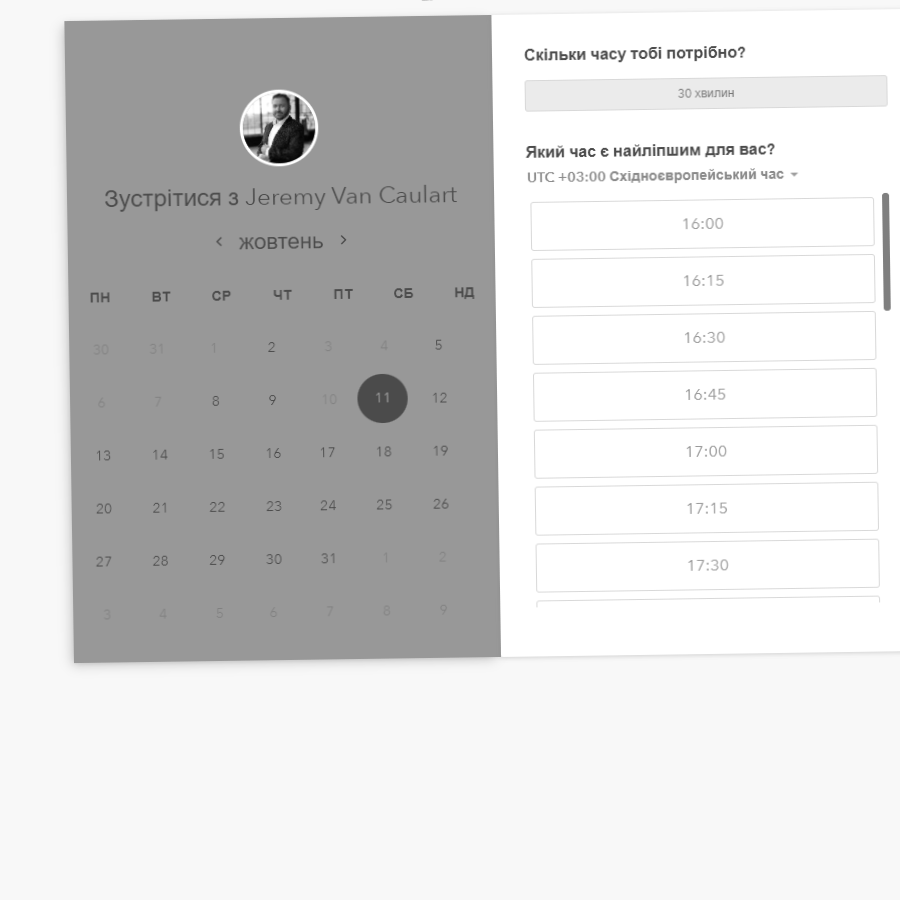 Зустрітися з Jeremy Van Caulart
жовтень
ПН ВТ СР ЧТ ПТ СБ НД
30 31 1 2 3 4 5
6 7 8 9 10 11 12
13 14 15 16 17 18 19
20 21 22 23 24 25 26
27 28 29 30 31 1 2
3 4 5 6 7 8 9
Скільки часу тобі потрібно?
30 хвилин
Який час є найліпшим для вас?
UTC +03:00 Східноєвропейський час
16:00
16:15
16:30
16:45
17:00
17:15
17:30